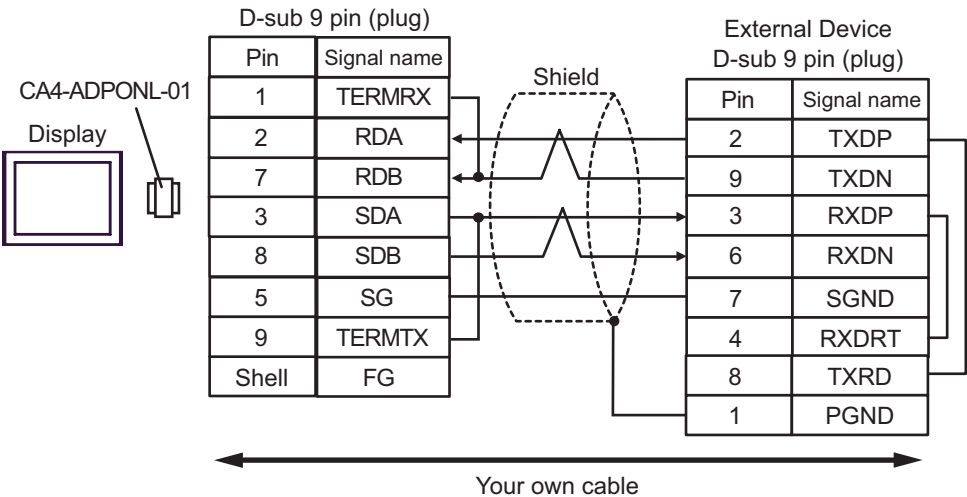 D-sub 9 pin (plug)
Pin Signal name
1 TERMRX
2 RDA
7 RDB
3 SDA
8 SDB
5 SG
9 TERMTX
Shell FG
CA4-ADPONL-01
Display
Shield
External Device
D-sub 9 pin (plug)
Pin Signal name
2 TXDP
9 TXDN
3 RXDP
6 RXDN
7 SGND
4 RXDRT
8 TXRD
1 PGND
Your own cable